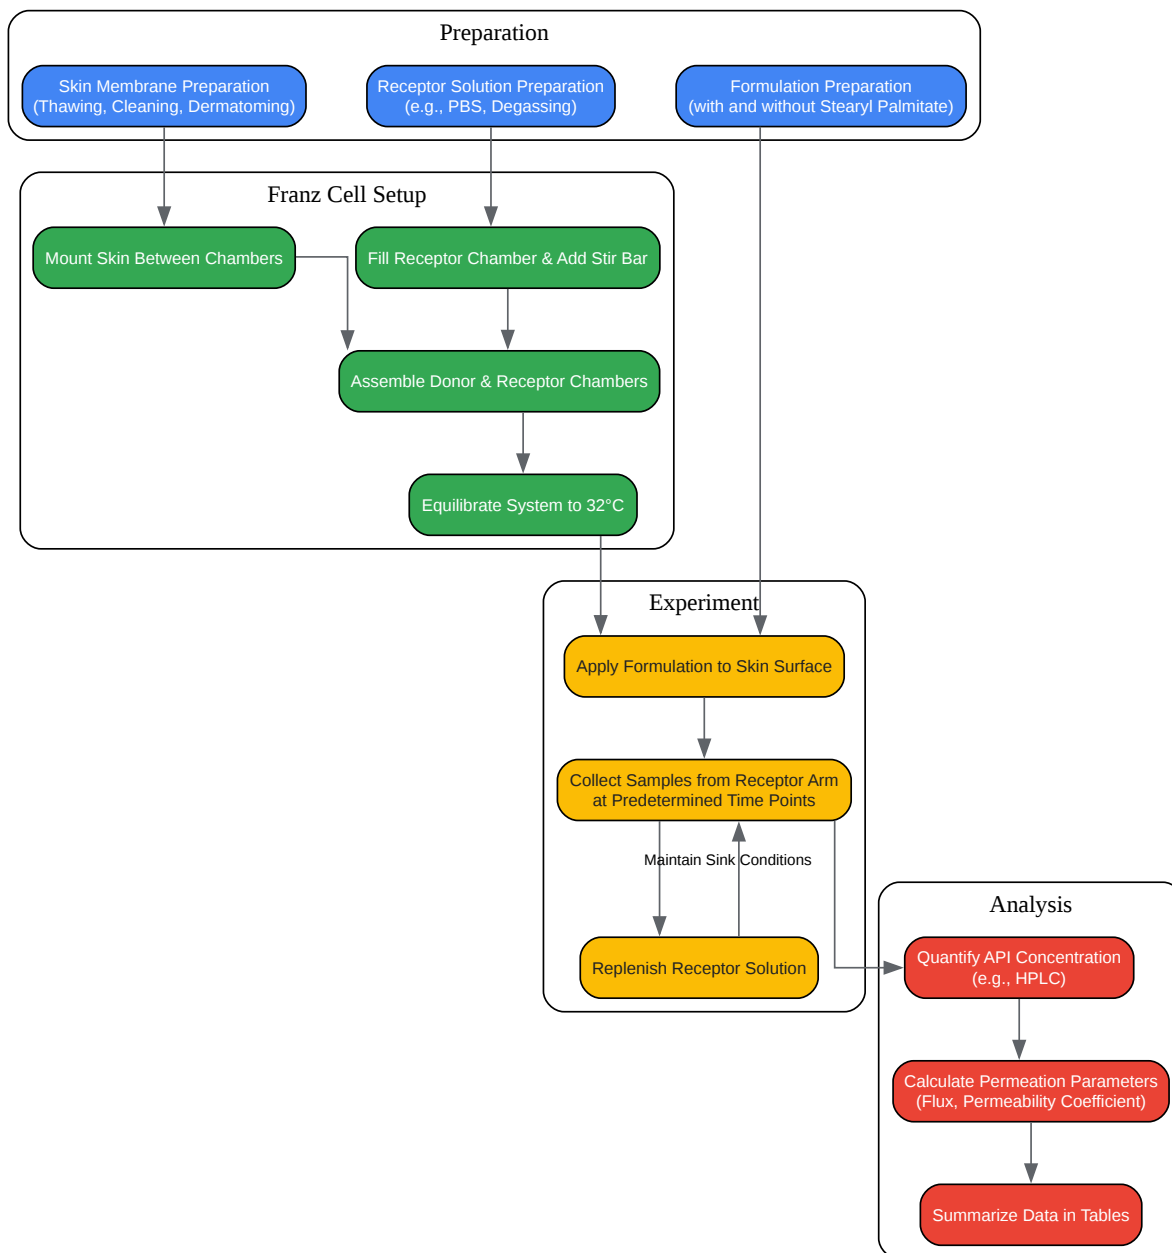 Preparation
Skin Membrane Preparation
(Thawing, Cleaning, Dermatoming)
Receptor Solution Preparation
(e.g., PBS, Degassing)
Formulation Preparation
(with and without Stearyl Palmitate)
Franz Cell Setup
Mount Skin Between Chambers
Fill Receptor Chamber & Add Stir Bar
Assemble Donor & Receptor Chambers
Equilibrate System to 32°C
Experiment
Apply Formulation to Skin Surface
Collect Samples from Receptor Arm
at Predetermined Time Points
Maintain Sink Conditions
Replenish Receptor Solution
Analysis
Quantify API Concentration
(e.g., HPLC)
Calculate Permeation Parameters
(Flux, Permeability Coefficient)
Summarize Data in Tables